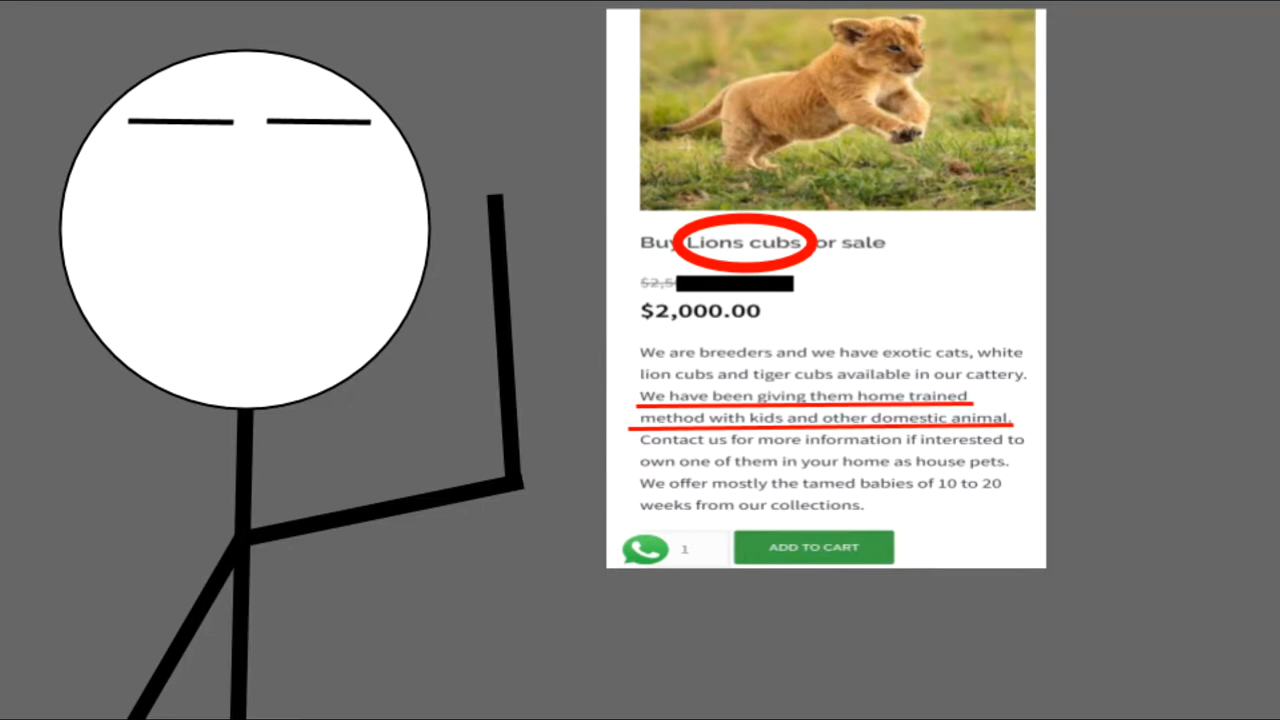 Buy Lions cubs for sale
$2,5
$2,000.00
We are breeders and we have exotic cats, white
lion cubs and tiger cubs available in our cattery.
We have been giving them home trained
method with kids and other domestic animal.
Contact us for more information if interested to
own one of them in your home as house pets.
We offer mostly the tamed babies of 10 to 20
weeks from our collections.
1
ADD TO CART